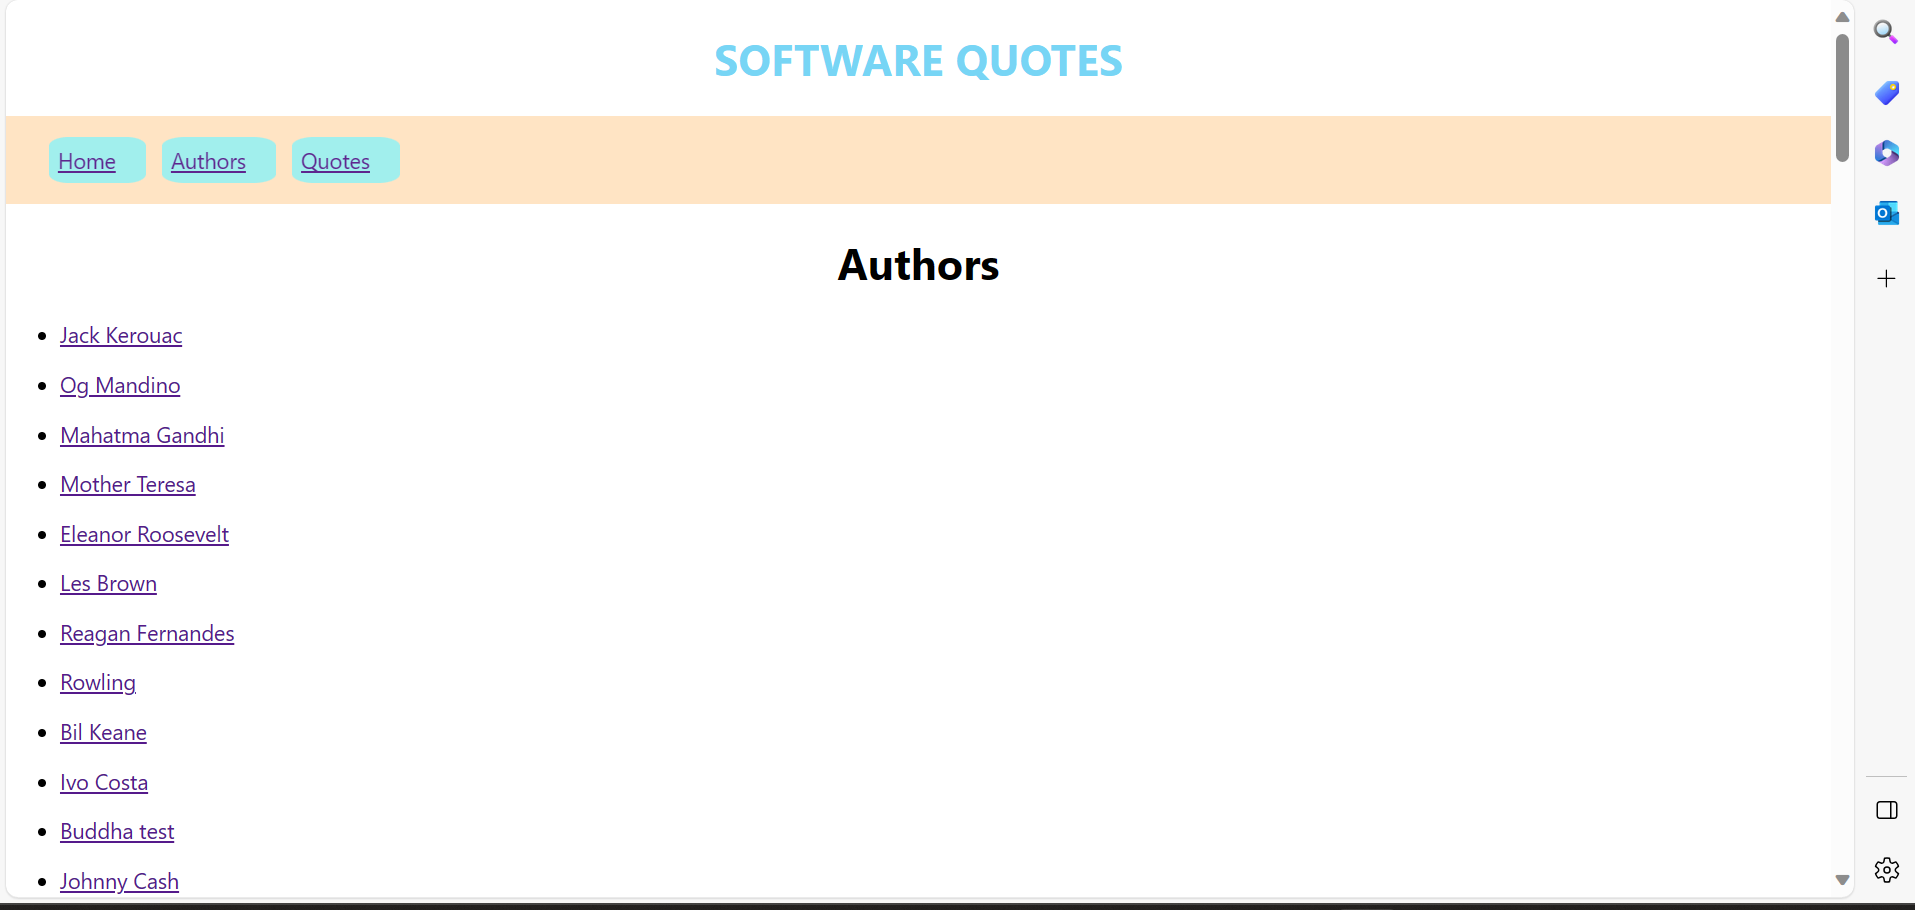 SOFTWARE QUOTES
Home Authors Quotes
Authors
Jack Kerouac
Og Mandino
Mahatma Gandhi
Mother Teresa
Eleanor Roosevelt
Les Brown
Reagan Fernandes
Rowling
Bil Keane
Ivo Costa
Buddha test
Johnny Cash